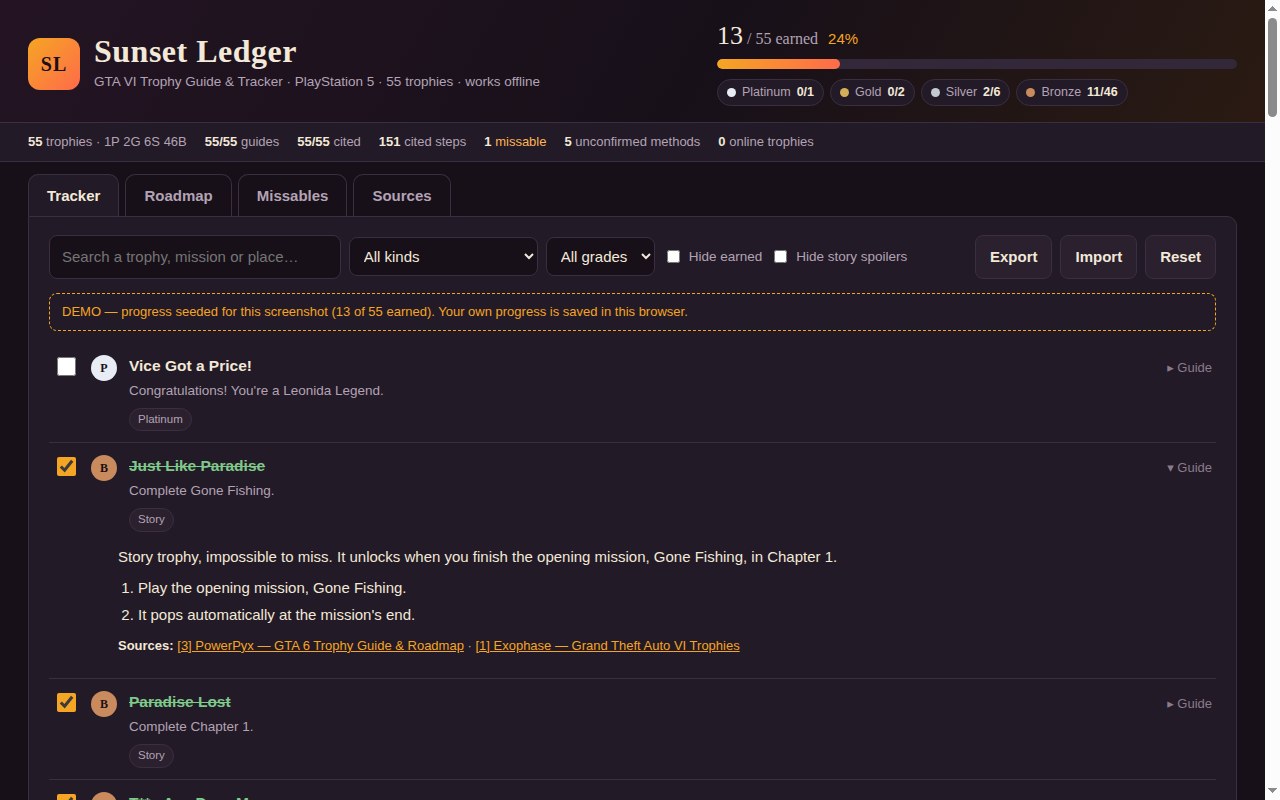 SL
Sunset Ledger
GTA VI Trophy Guide & Tracker · PlayStation 5 · 55 trophies · works offline
13 / 55 earned 24%
Platinum 0/1 Gold 0/2 Silver 2/6 Bronze 11/46
55 trophies · 1P 2G 6S 46B 55/55 guides 55/55 cited 151 cited steps 1 missable 5 unconfirmed methods 0 online trophies
Tracker Roadmap Missables Sources
Search a trophy, mission or place… All kinds All grades Hide earned Hide story spoilers Export Import Reset
DEMO — progress seeded for this screenshot (13 of 55 earned). Your own progress is saved in this browser.
P Vice Got a Price! ▸ Guide
Congratulations! You're a Leonida Legend.
Platinum
B Just Like Paradise ▾ Guide
Complete Gone Fishing.
Story
Story trophy, impossible to miss. It unlocks when you finish the opening mission, Gone Fishing, in Chapter 1.
1. Play the opening mission, Gone Fishing.
2. It pops automatically at the mission's end.
Sources: [3] PowerPyx — GTA 6 Trophy Guide & Roadmap · [1] Exophase — Grand Theft Auto VI Trophies
B Paradise Lost ▸ Guide
Complete Chapter 1.
Story